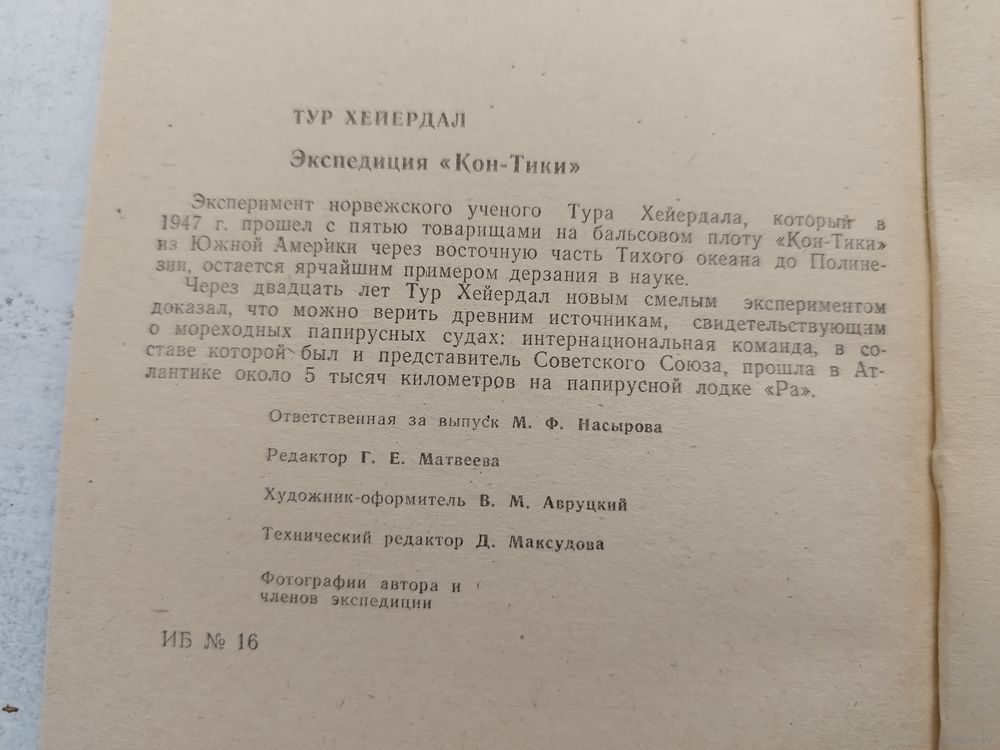 ТУР ХЕЙЕРДАЛ
Экспедиция «Кон-Тики»
Эксперимент норвежского ученого Тура Хейердала, который в
1947 г. прошел с пятью товарищами на бальсовом плоту «Кон-Тики»
из Южной Америки через восточную часть Тихого океана до Полине-
зии, остается ярчайшим примером дерзания в науке.
Через двадцать лет Тур Хейердал новым смелым экспериментом
доказал, что можно верить древним источникам, свидетельствующим
о мореходных папирусных судах: интернациональная команда, в со-
ставе которой был и представитель Советского Союза, прошла в Ат-
лантике около 5 тысяч километров на папирусной лодке «Ра».
Ответственная за выпуск М. Ф. Насырова
Редактор Г. Е. Матвеева
Художник-оформитель В. М. Авруцкий
Технический редактор Д. Максудова
Фотографии автора и
членов экспедиции
ИБ № 16